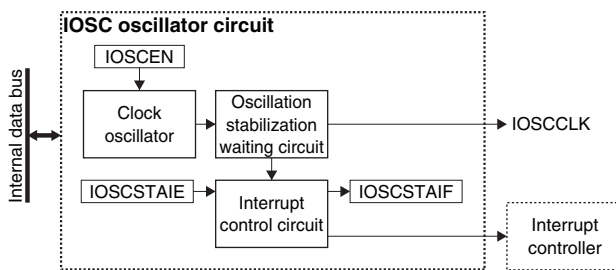 IOSC oscillator circuit
IOSCEN
Internal data bus
Clock
oscillator
Oscillation
stabilization
waiting circuit
IOSCCLK
IOSCSTAIE
Interrupt
control circuit
IOSCSTAIF
Interrupt
controller